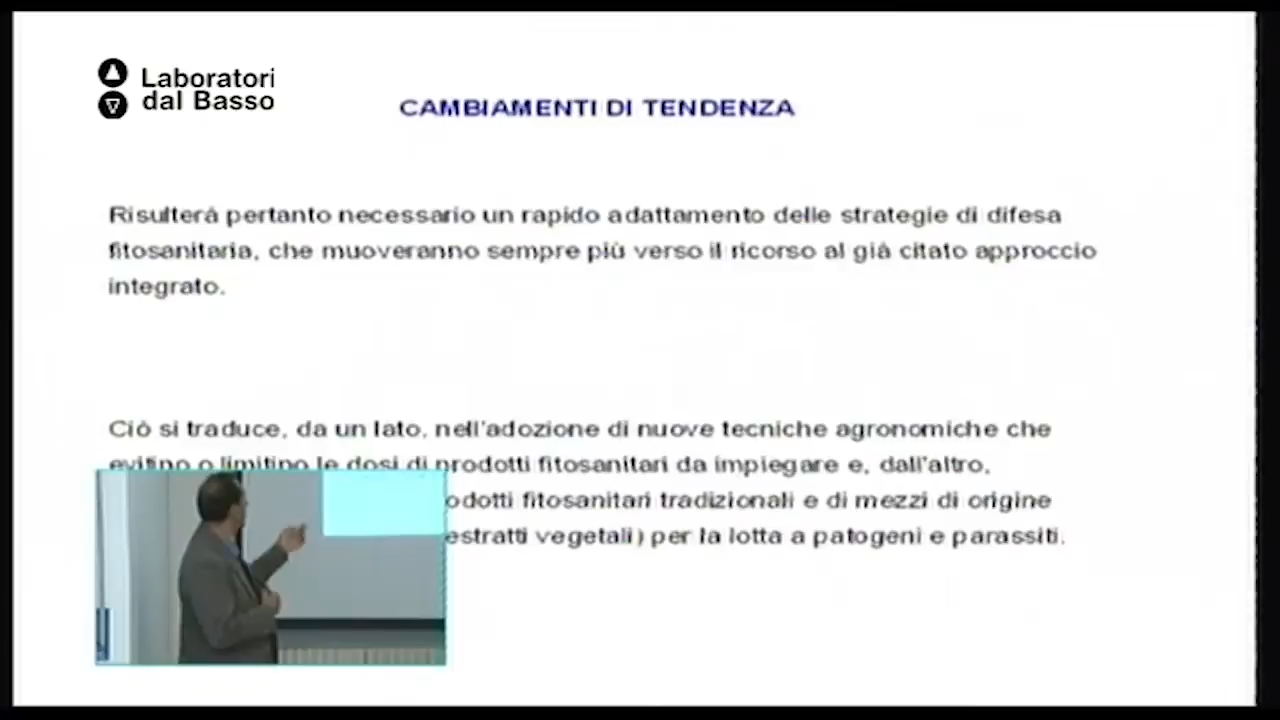 Laboratori
dal Basso
CAMBIAMENTI DI TENDENZA
Risulterà pertanto necessario un rapido adattamento delle strategie di difesa
fitosanitaria, che muoveranno sempre più verso il ricorso al già citato approccio
integrato.
Ciò si traduce, da un lato, nell'adozione di nuove tecniche agronomiche che
evitino o limitino le dosi di prodotti fitosanitari da impiegare e, dall'altro,
fitosanitari tradizionali e di mezzi di origine
estratti vegetali) per la lotta a patogeni e parassiti.